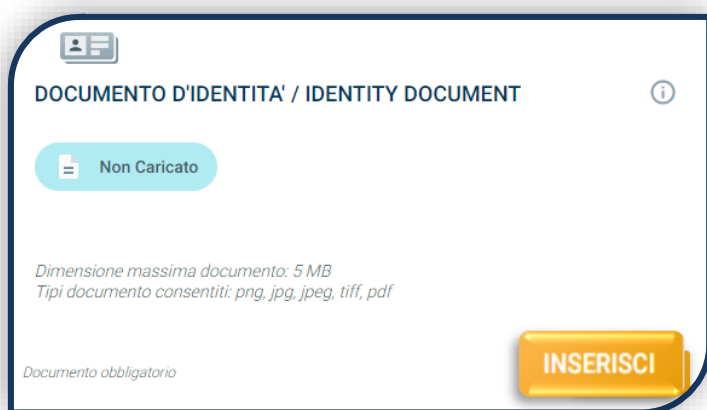 DOCUMENTO D'IDENTITA' / IDENTITY DOCUMENT
Non Caricato
Dimensione massima documento: 5 MB
Tipi documento consentiti: png, jpg, jpeg, tiff, pdf
Documento obbligatorio
INSERISCI